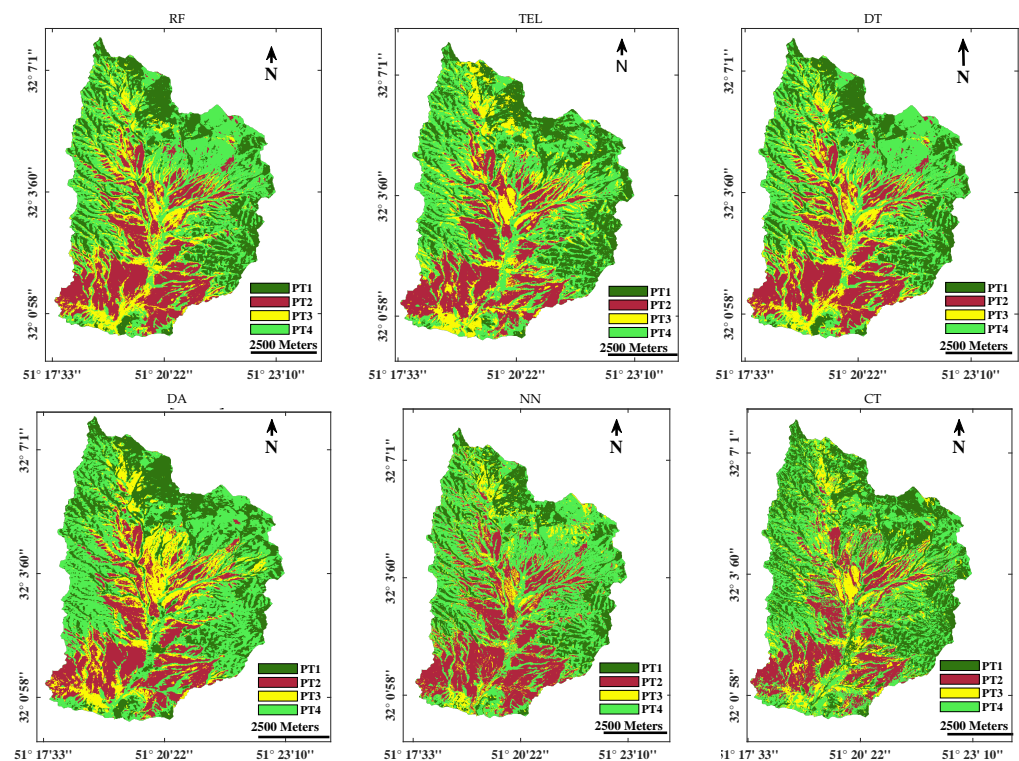 RF
N
32° 7'1''
32° 3'60''
32° 0'58''
PT1
PT2
PT3
PT4
2500 Meters
51° 17'33''
51° 20'22''
51° 23'10''
TEL
N
32° 7'1''
32° 3'60''
32° 0'58''
PT1
PT2
PT3
PT4
2500 Meters
51° 17'33''
51° 20'22''
51° 23'10''
DT
N
32° 7'1''
32° 3'60''
32° 0'58''
PT1
PT2
PT3
PT4
2500 Meters
51° 17'33''
51° 20'22''
51° 23'10''
DA
N
32° 7'1''
32° 3'60''
32° 0'58''
PT1
PT2
PT3
PT4
2500 Meters
51° 17'33''
51° 20'22''
51° 23'10''
NN
N
32° 7'1''
32° 3'60''
32° 0'58''
PT1
PT2
PT3
PT4
2500 Meters
51° 17'33''
51° 20'22''
51° 23'10''
CT
N
32° 7' 1''
32° 3' 60''
32° 0' 58''
PT1
PT2
PT3
PT4
2500 Meters
51° 17' 33''
51° 20'22''
51° 23' 10''